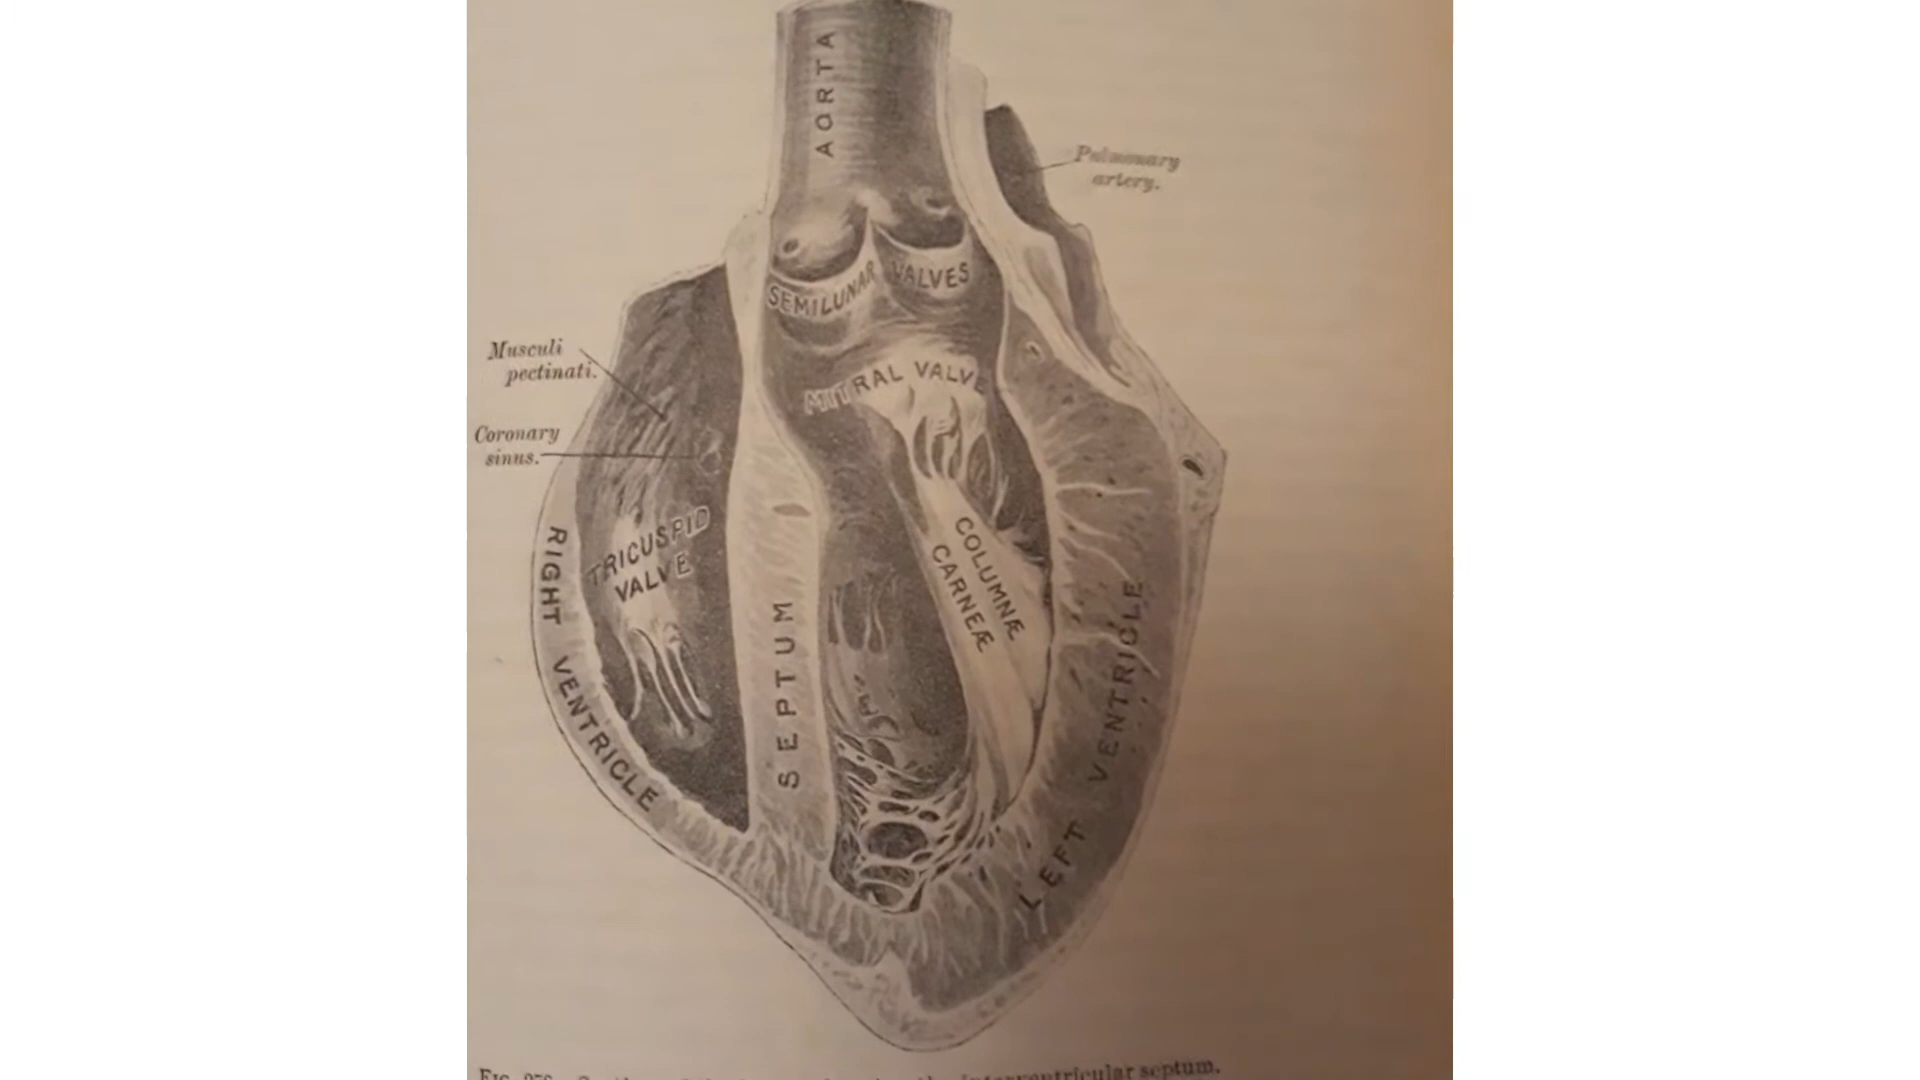 AORTA
Pulmonary
artery.
SEMILUNAR VALVES
Musculi
pectinati.
MITRAL VALVE
Coronary
sinus.
TRICUSPID
VALVE
COLUMNÆ
CARNEÆ
RIGHT VENTRICLE
SEPTUM
LEFT VENTRICLE
FIG. interventricular septum.